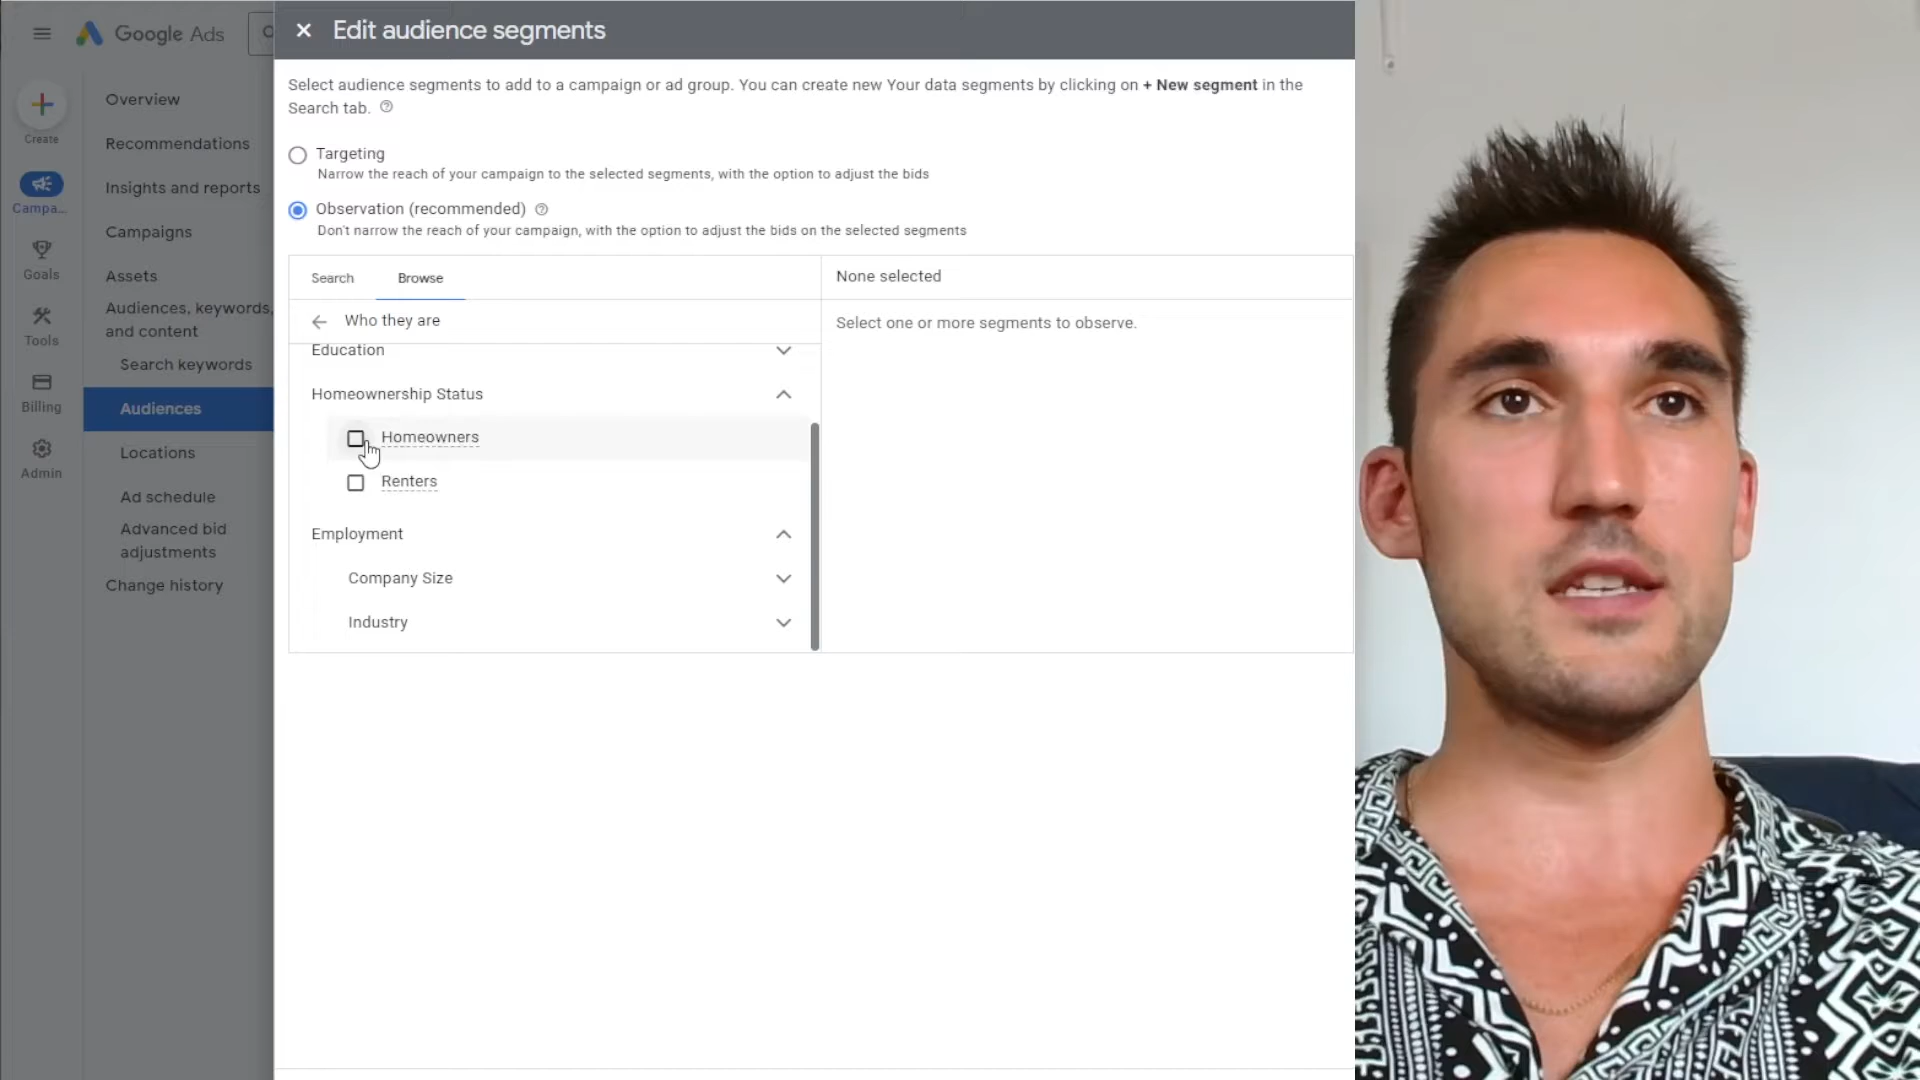 Google Ads
Create
Campa...
Goals
Tools
Billing
Admin
Overview
Recommendations
Insights and reports
Campaigns
Assets
Audiences, keywords,
and content
Search keywords
Audiences
Locations
Ad schedule
Advanced bid
adjustments
Change history
Edit audience segments
Select audience segments to add to a campaign or ad group. You can create new Your data segments by clicking on + New segment in the
Search tab.
Targeting
Narrow the reach of your campaign to the selected segments, with the option to adjust the bids
Observation (recommended)
Don't narrow the reach of your campaign, with the option to adjust the bids on the selected segments
Search
Browse
Who they are
Education
Homeownership Status
Homeowners
Renters
Employment
Company Size
Industry
None selected
Select one or more segments to observe.